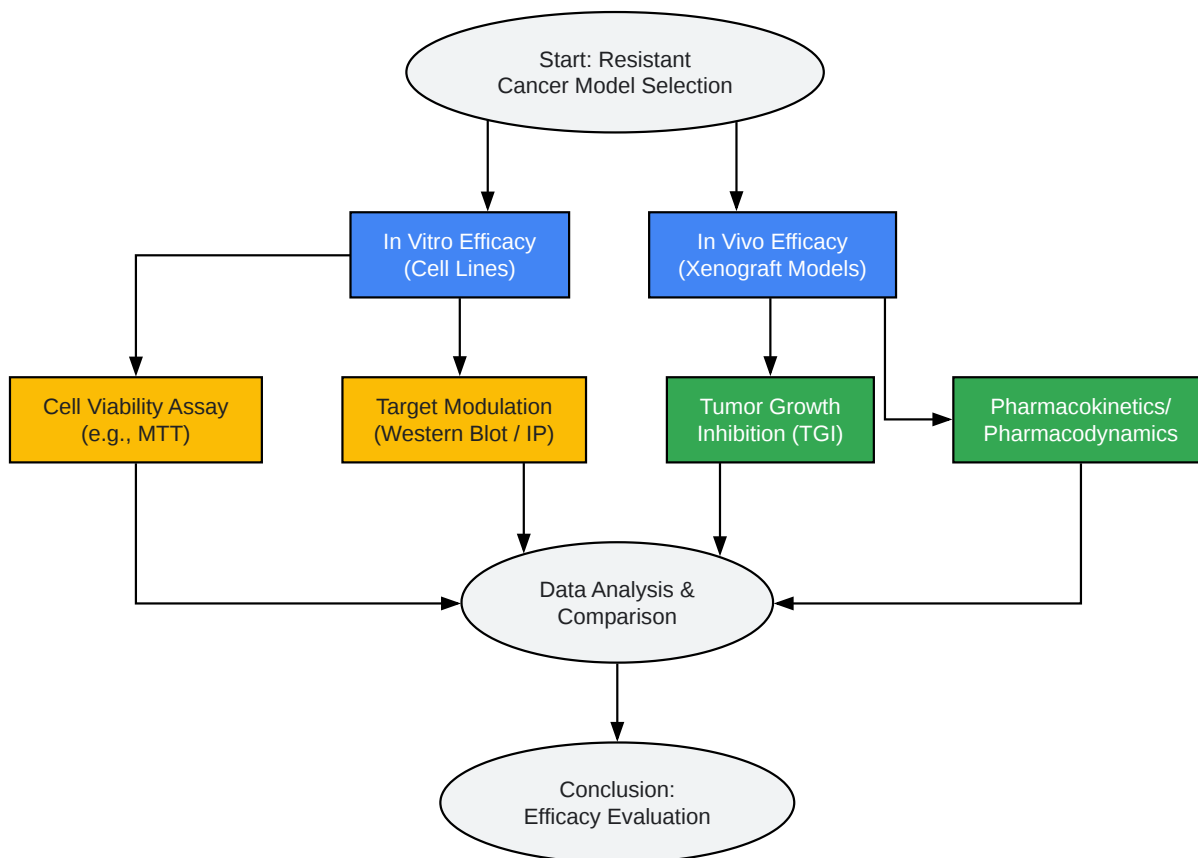 Start: Resistant
Cancer Model Selection
In Vitro Efficacy
(Cell Lines)
In Vivo Efficacy
(Xenograft Models)
Cell Viability Assay
(e.g., MTT)
Target Modulation
(Western Blot / IP)
Tumor Growth
Inhibition (TGI)
Pharmacokinetics/
Pharmacodynamics
Data Analysis &
Comparison
Conclusion:
Efficacy Evaluation